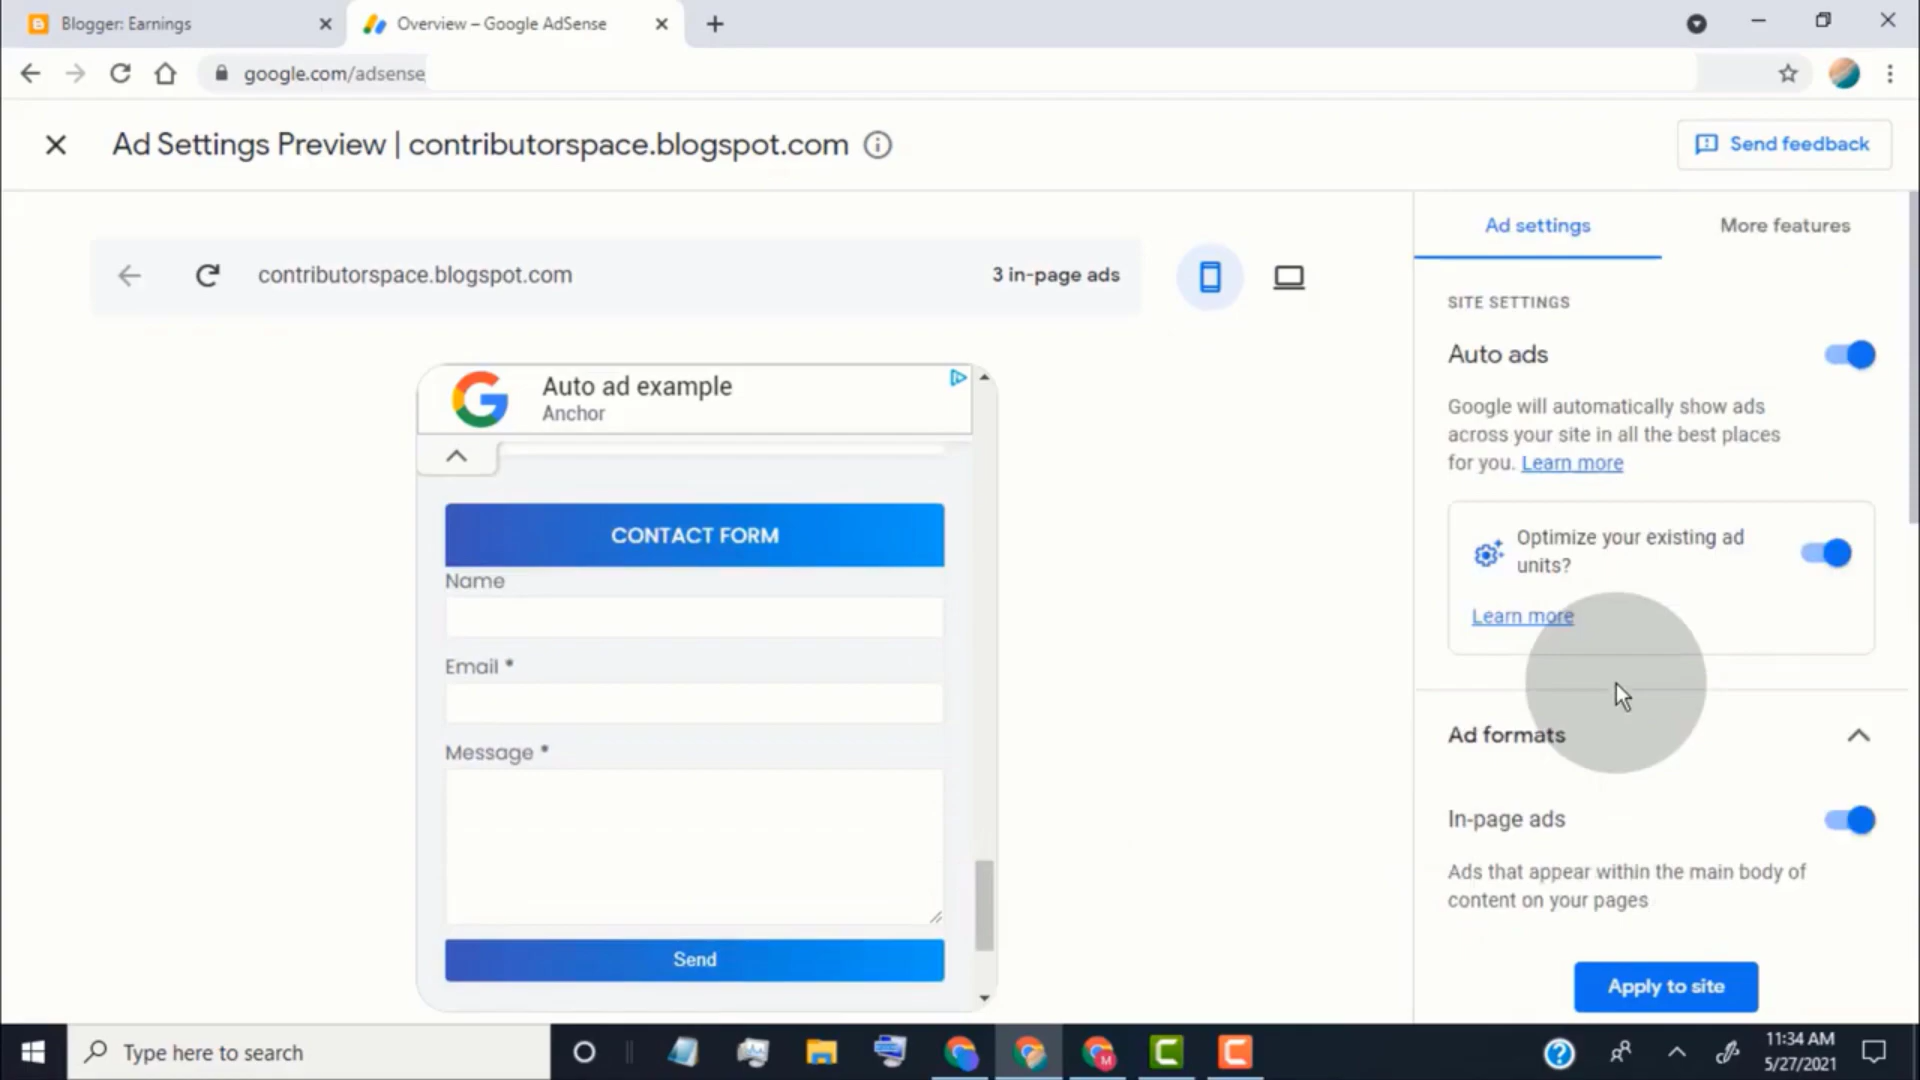 Blogger: Earnings
Overview – Google AdSense
google.com/adsense
Ad Settings Preview | contributorspace.blogspot.com
Send feedback
contributorspace.blogspot.com
3 in-page ads
Auto ad example
Anchor
CONTACT FORM
Name
Email *
Message *
Send
Ad settings
More features
SITE SETTINGS
Auto ads
Google will automatically show ads
across your site in all the best places
for you. Learn more
Optimize your existing ad
units?
Learn more
Ad formats
In-page ads
Ads that appear within the main body of
content on your pages
Apply to site
Type here to search
11:34 AM
5/27/2021